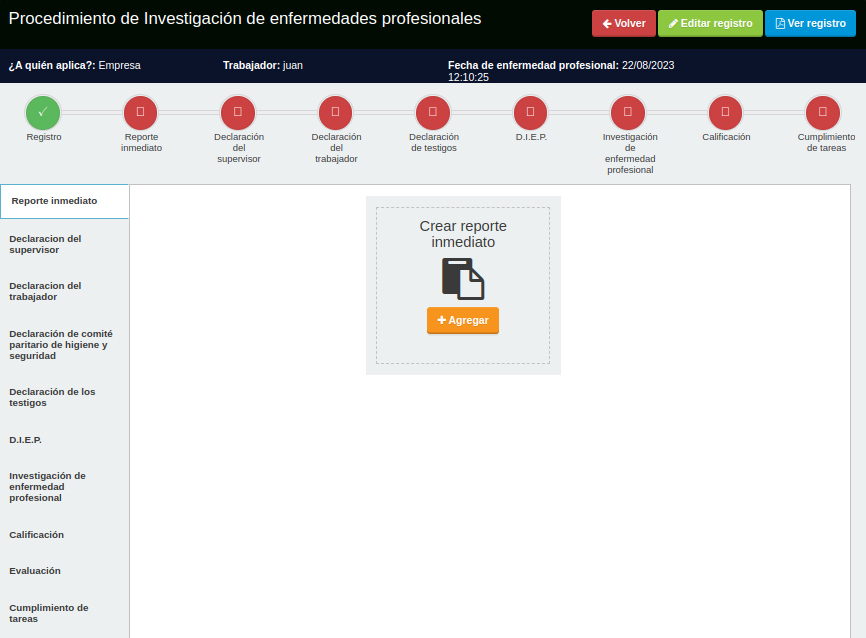 Procedimiento de Investigación de enfermedades profesionales
Volver
Editar registro
Ver registro
¿A quién aplica?: Empresa
Trabajador: juan
Fecha de enfermedad profesional: 22/08/2023
12:10:25
Registro
Reporte
inmediato
Declaración
del
supervisor
Declaración
del
trabajador
Declaración
de testigos
D.I.E.P.
Investigación
de
enfermedad
profesional
Calificación
Cumplimiento
de tareas
Reporte inmediato
Declaracion del
supervisor
Declaracion del
trabajador
Declaración de comité
paritario de higiene y
seguridad
Declaración de los
testigos
D.I.E.P.
Investigación de
enfermedad
profesional
Calificación
Evaluación
Cumplimiento de
tareas
Crear reporte
inmediato
Agregar